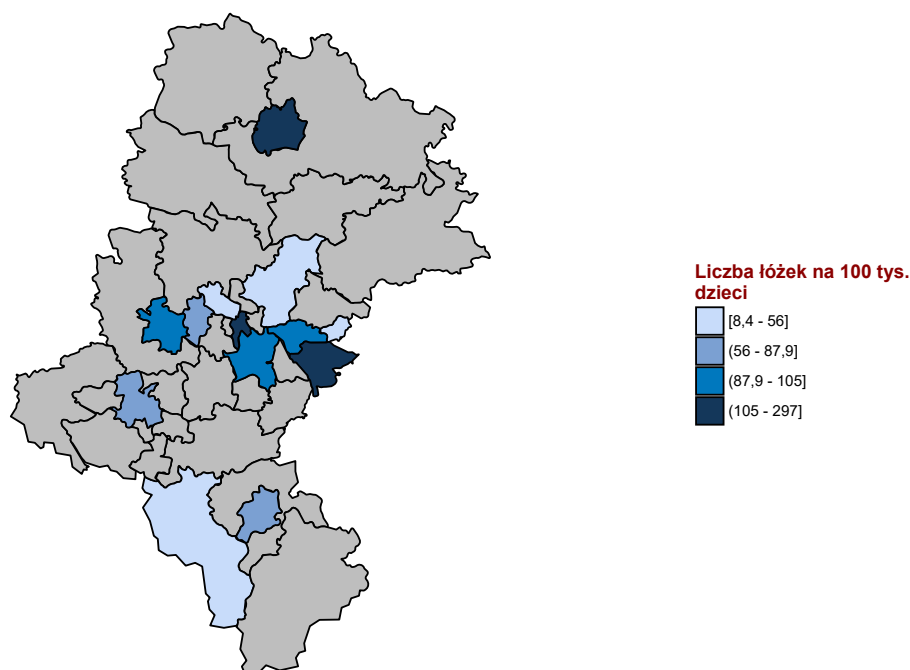 Liczba łóżek na 100 tys.
dzieci
[8,4 - 56]
(56 - 87,9]
(87,9 - 105]
(105 - 297]